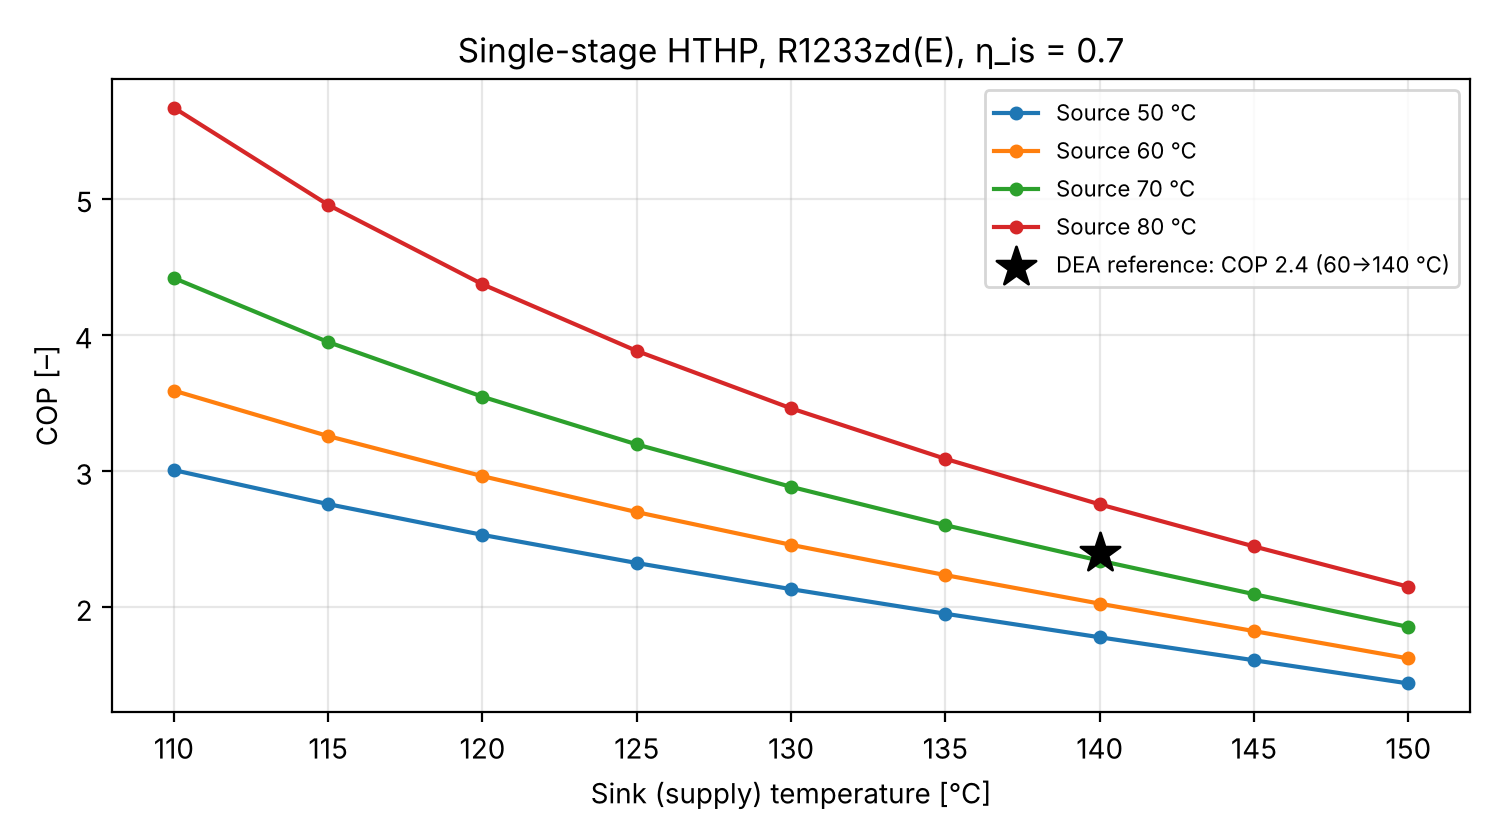 Single-stage HTHP, R1233zd(E), η_is = 0.7
Source 50 °C
Source 60 °C
Source 70 °C
Source 80 °C
DEA reference: COP 2.4 (60→140 °C)
COP [–]
5
4
3
2
110 115 120 125 130 135 140 145 150
Sink (supply) temperature [°C]